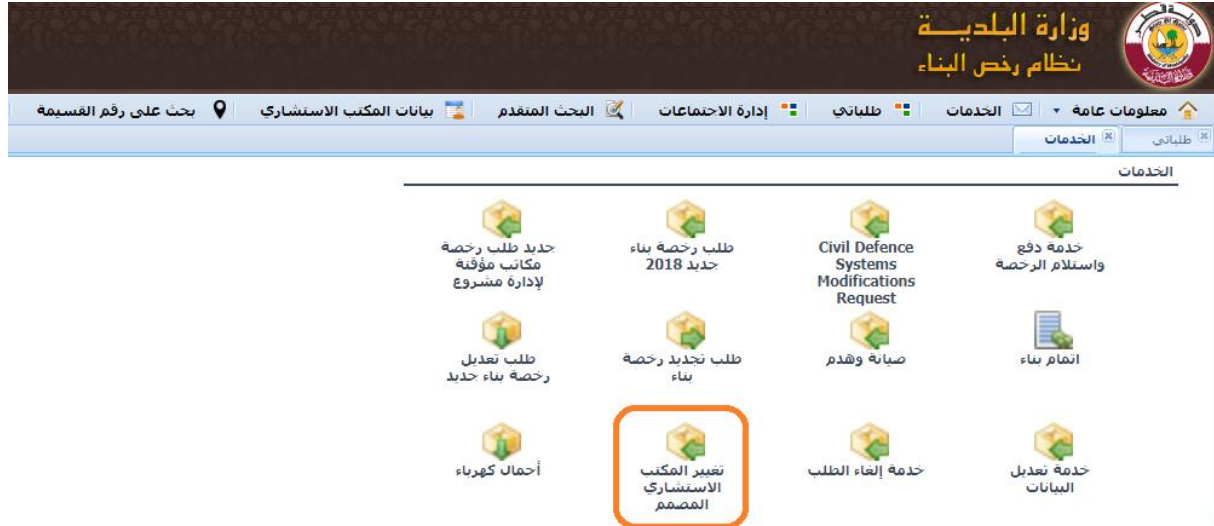 وزارة البلديـــة
نظام رخص البناء
معلومات عامة الخدمات طلباتي إدارة الاجتماعات البحث المتقدم بيانات المكتب الاستشاري بحث على رقم القسيمة
طلباتي الخدمات
الخدمات
خدمة دفع
واستلام الرخصة
Civil Defence
Systems
Modifications
Request
طلب رخصة بناء
جديد 2018
جديد طلب رخصة
مكاتب مؤقتة
لإدارة مشروع
اتمام بناء
صيانة وهدم
طلب تجديد رخصة
بناء
طلب تعديل
رخصة بناء جديد
خدمة تعديل
البيانات
خدمة إلغاء الطلب
تغيير المكتب
الاستشاري
المصمم
أحمال كهرباء